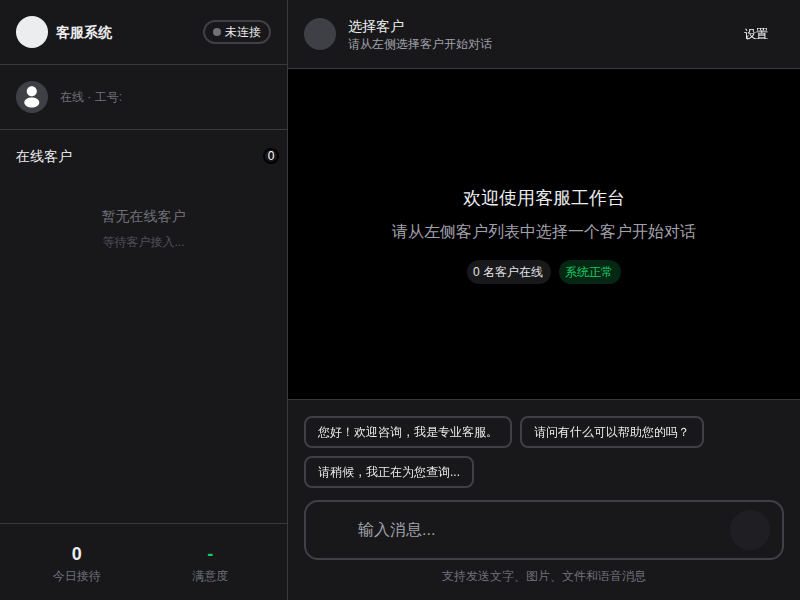 客服系统
未连接
在线 · 工号:
在线客户
0
暂无在线客户
等待客户接入...
0
今日接待
-
满意度
选择客户
请从左侧选择客户开始对话
设置
欢迎使用客服工作台
请从左侧客户列表中选择一个客户开始对话
0 名客户在线
系统正常
您好！欢迎咨询，我是专业客服。
请问有什么可以帮助您的吗？
请稍候，我正在为您查询...
输入消息...
支持发送文字、图片、文件和语音消息